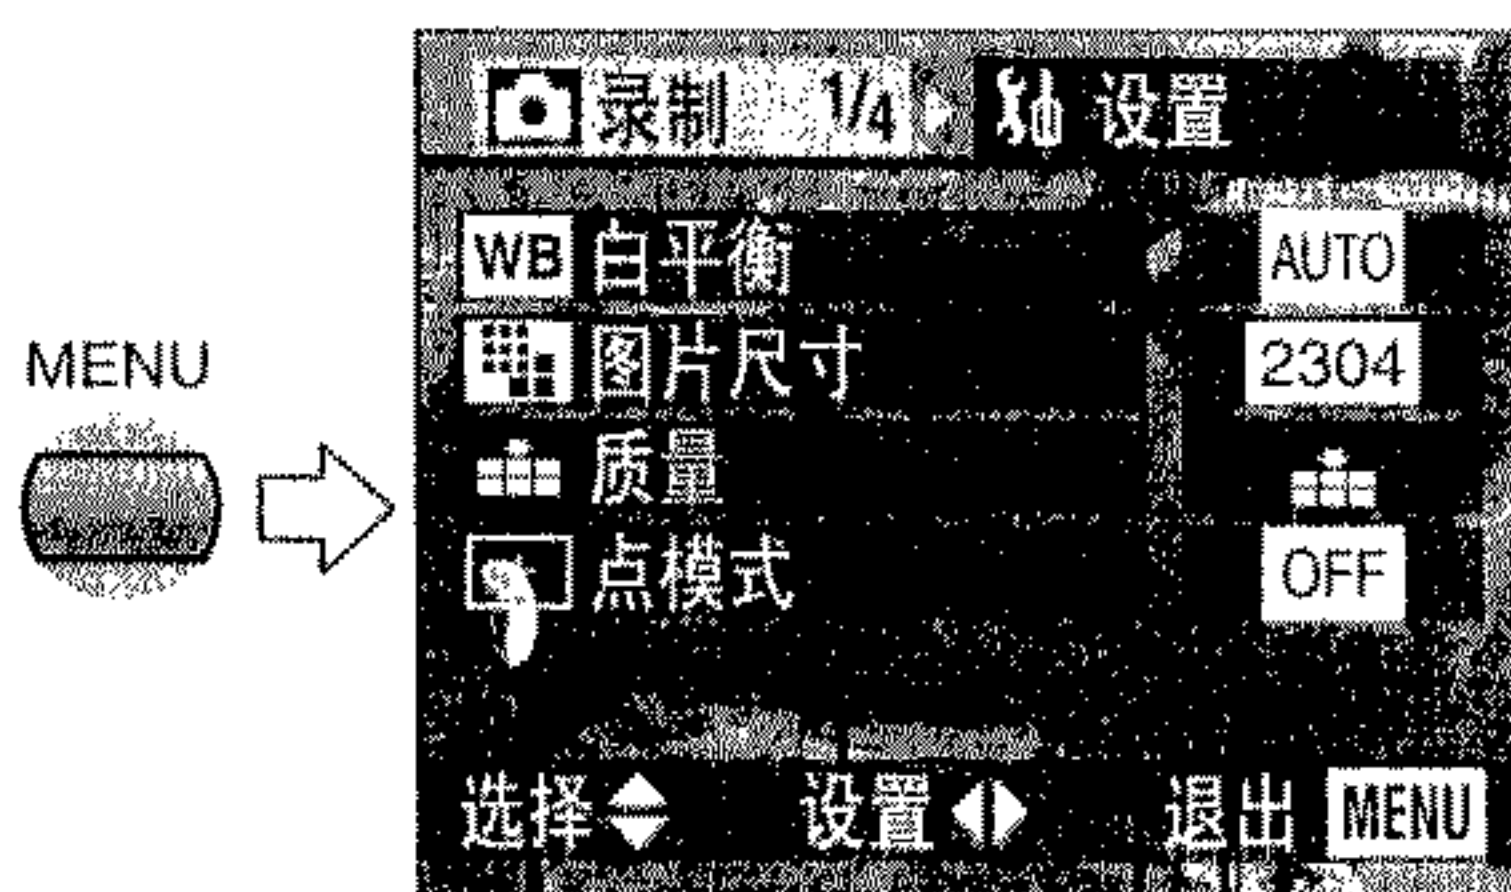 MENU
录制 1/4 设置
WB 白平衡 AUTO
图片尺寸 2304
质量
点模式 OFF
选择 设置 退出 MENU